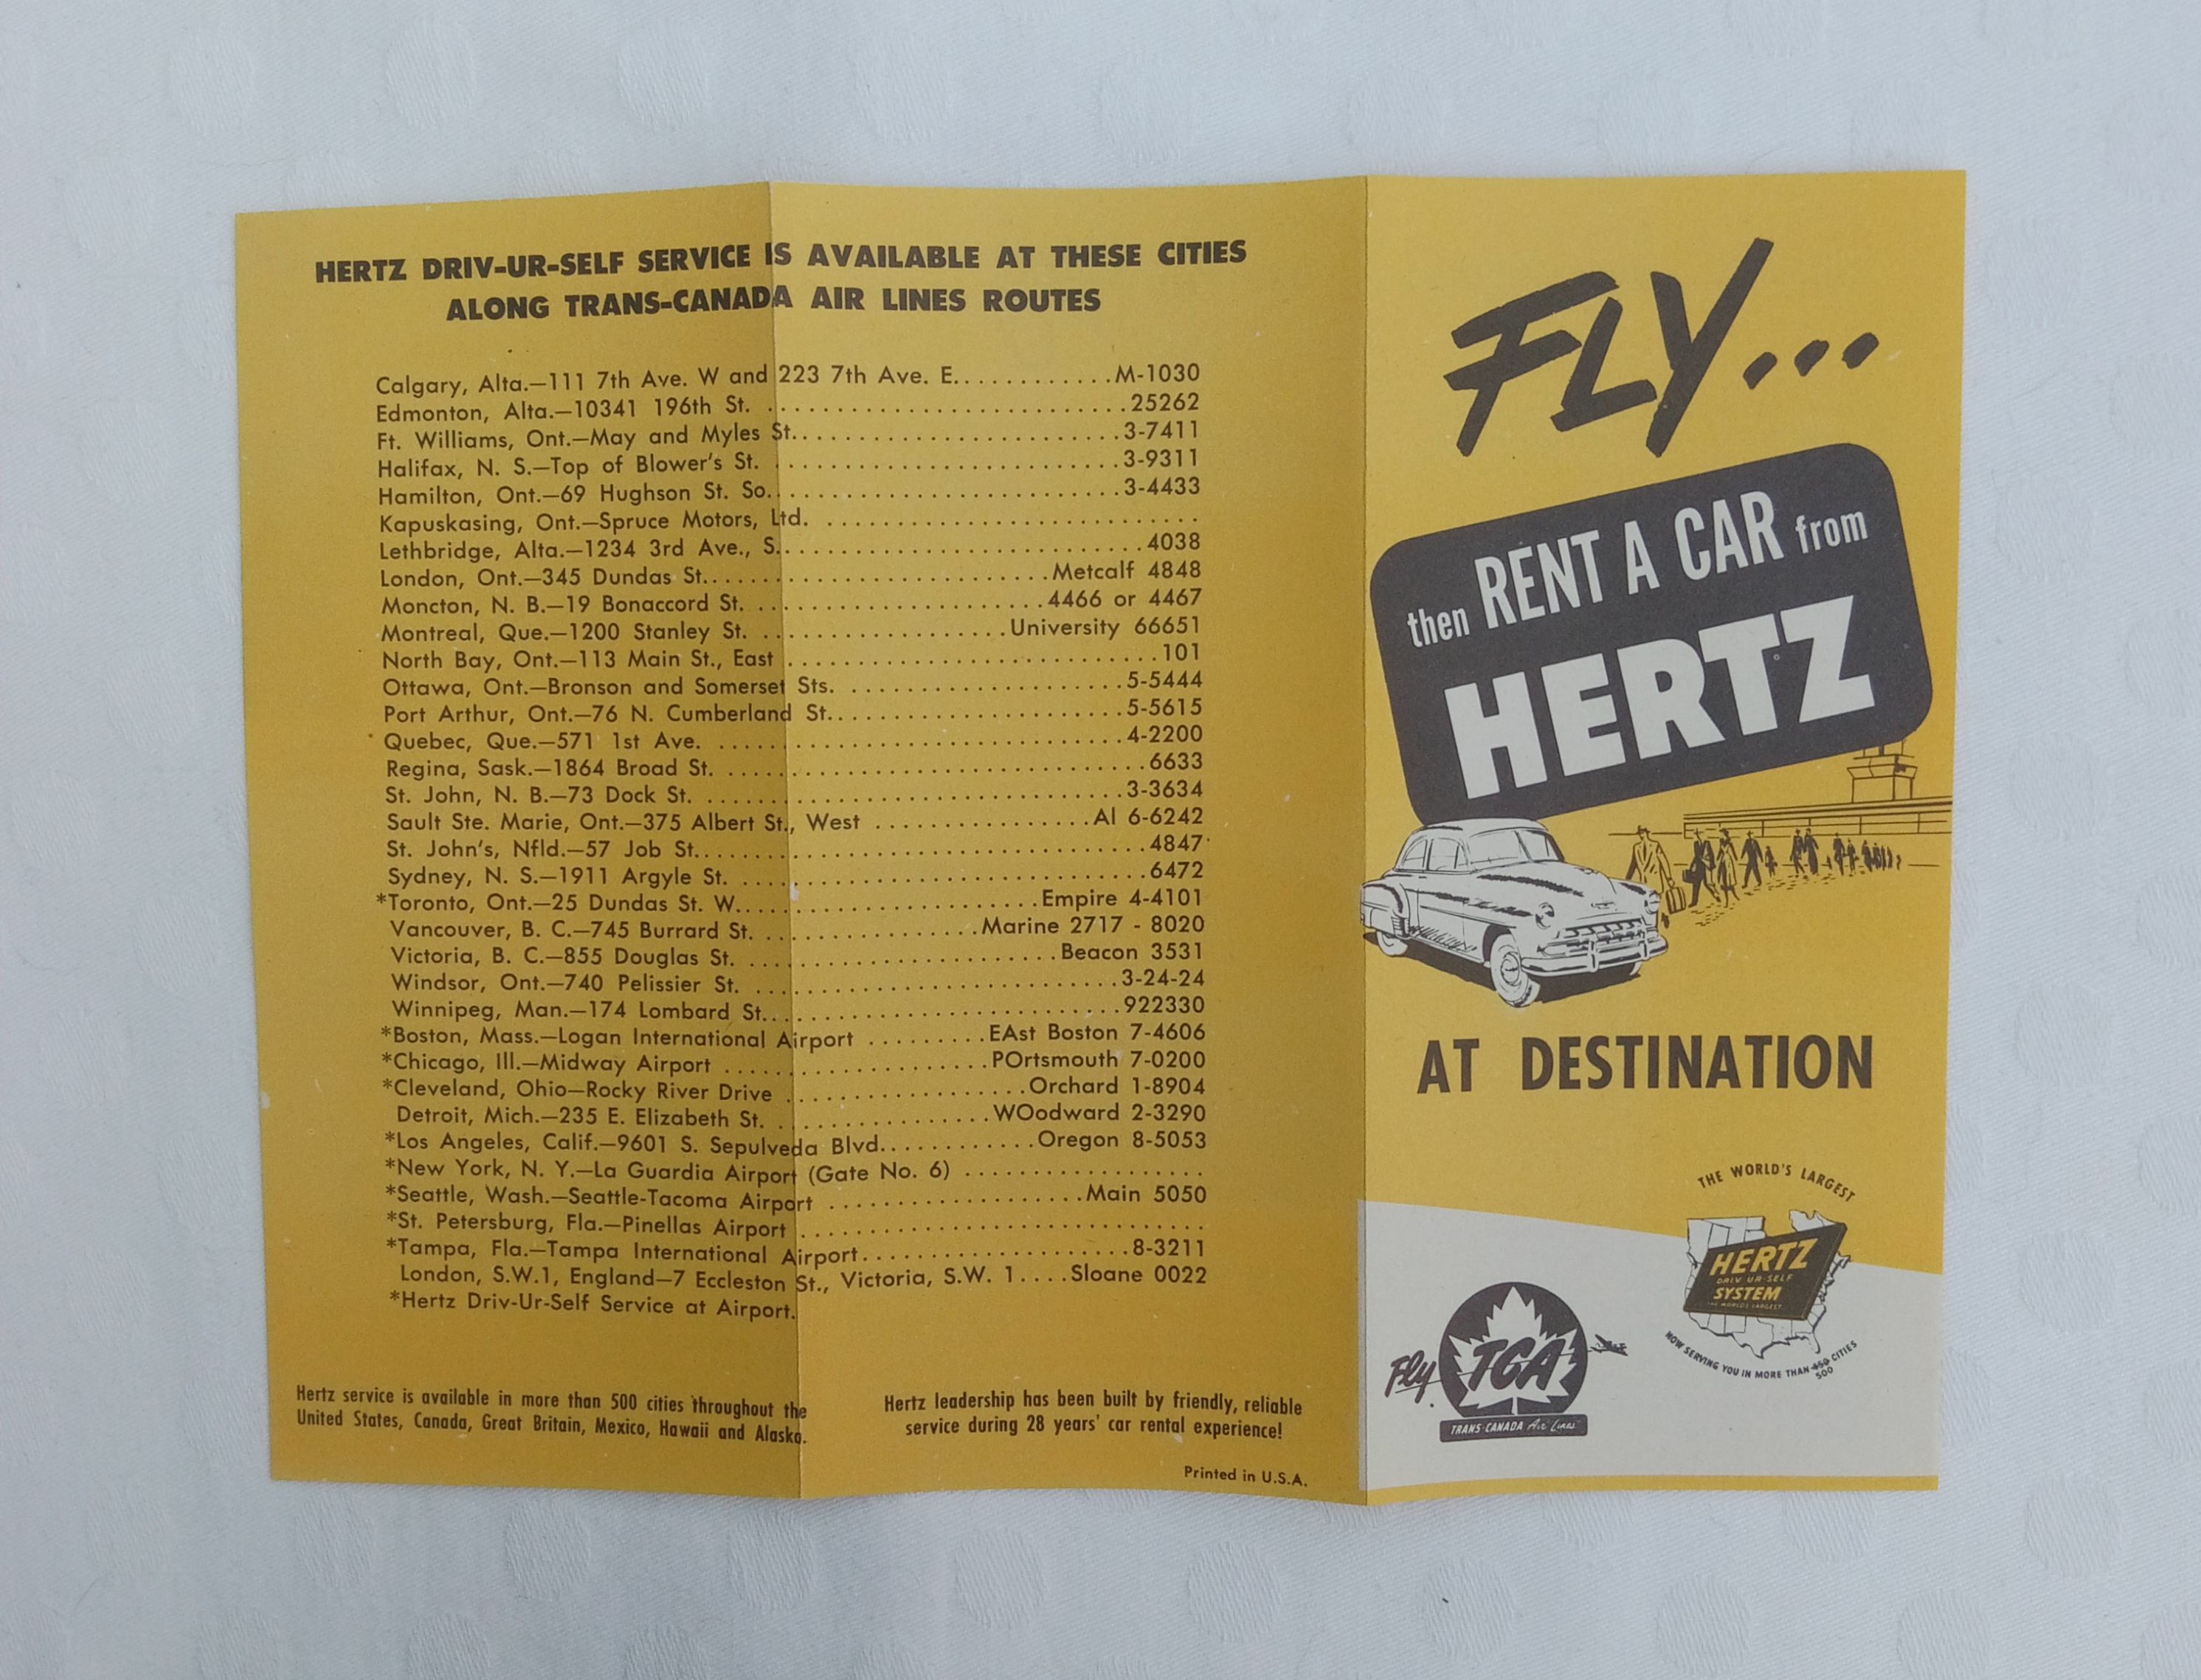 HERTZ DRIV-UR-SELF SERVICE IS AVAILABLE AT THESE CITIES
ALONG TRANS-CANADA AIR LINES ROUTES
Calgary, Alta.—111 7th Ave. W and 223 7th Ave. E.............M-1030
Edmonton, Alta.—10341 196th St. ..............................25262
Ft. Williams, Ont.—May and Myles St............................3-7411
Halifax, N. S.—Top of Blower's St. .............................3-9311
Hamilton, Ont.—69 Hughson St. So..............................3-4433
Kapuskasing, Ont.—Spruce Motors, Ltd. ................................
Lethbridge, Alta.—1234 3rd Ave., S...............................4038
London, Ont.—345 Dundas St..............................Metcalf 4848
Moncton, N. B.—19 Bonaccord St. .........................4466 or 4467
Montreal, Que.—1200 Stanley St. ......................University 66651
North Bay, Ont.—113 Main St., East ................................101
Ottawa, Ont.—Bronson and Somerset Sts. ........................5-5444
Port Arthur, Ont.—76 N. Cumberland St..........................5-5615
Quebec, Que.—571 1st Ave. ...................................4-2200
Regina, Sask.—1864 Broad St. ....................................6633
St. John, N. B.—73 Dock St. ....................................3-3634
Sault Ste. Marie, Ont.—375 Albert St., West ..................Al 6-6242
St. John's, Nfld.—57 Job St.......................................4847
Sydney, N. S.—1911 Argyle St. ...................................6472
*Toronto, Ont.—25 Dundas St. W...........................Empire 4-4101
Vancouver, B. C.—745 Burrard St. ...................Marine 2717 - 8020
Victoria, B. C.—855 Douglas St. ..........................Beacon 3531
Windsor, Ont.—740 Pelissier St. ...............................3-24-24
Winnipeg, Man.—174 Lombard St...............................922330
*Boston, Mass.—Logan International Airport ..........EAst Boston 7-4606
*Chicago, Ill.—Midway Airport .......................POrtsmouth 7-0200
*Cleveland, Ohio—Rocky River Drive .....................Orchard 1-8904
Detroit, Mich.—235 E. Elizabeth St. ...................WOodward 2-3290
*Los Angeles, Calif.—9601 S. Sepulveda Blvd..............Oregon 8-5053
*New York, N. Y.—La Guardia Airport (Gate No. 6) .....................
*Seattle, Wash.—Seattle-Tacoma Airport ......................Main 5050
*St. Petersburg, Fla.—Pinellas Airport ...................................
*Tampa, Fla.—Tampa International Airport.......................8-3211
London, S.W.1, England—7 Eccleston St., Victoria, S.W. 1....Sloane 0022
*Hertz Driv-Ur-Self Service at Airport.
Hertz service is available in more than 500 cities throughout the
United States, Canada, Great Britain, Mexico, Hawaii and Alaska.
Hertz leadership has been built by friendly, reliable
service during 28 years' car rental experience!
Printed in U.S.A.
FLY...
then RENT A CAR from
HERTZ
AT DESTINATION
THE WORLD'S LARGEST
HERTZ
DRIV-UR-SELF
SYSTEM
THE WORLD'S LARGEST
NOW SERVING YOU IN MORE THAN 450 CITIES
500
Fly TCA
TRANS-CANADA Air Lines